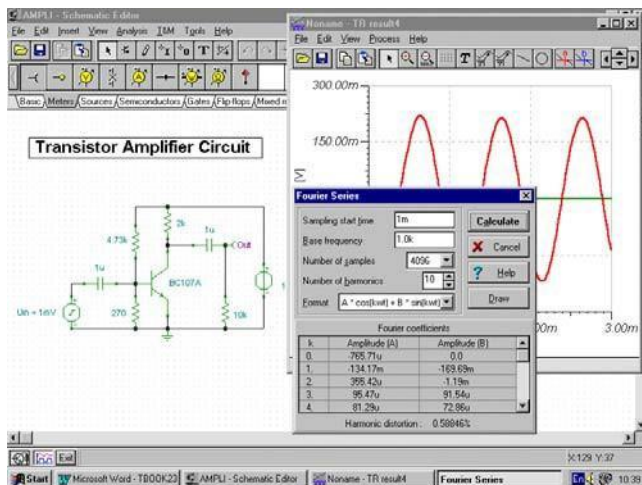 AMPLI - Schematic Editor
File Edit Insert View Analysis T&M Tools Help
Basic Meters Sources Semiconductors Gates Flip-flops Mixed
Transistor Amplifier Circuit
2k
4.73k
1u
Out
1u
BC107A
Uin = 1mV
270
10k
Noname - TR result4
File Edit View Process Help
300.00m
150.00m
3.00m
Fourier Series
Sampling start time 1m Calculate
Base frequency 1.0k Cancel
Number of samples 4096 Help
Number of harmonics 10 Draw
Format A * cos(kwt) + B * sin(kwt)
Fourier coefficients
k Amplitude (A) Amplitude (B)
0. -765.71u 0.0
1. -134.17m -169.69m
2. 355.42u -1.19m
3. 95.47u 91.54u
4. 81.29u 72.86u
Harmonic distortion : 0.58846%
Exit X:129 Y:37
Start Microsoft Word - TBOOK23 AMPLI - Schematic Editor Noname - TR result4 Fourier Series En 10:39